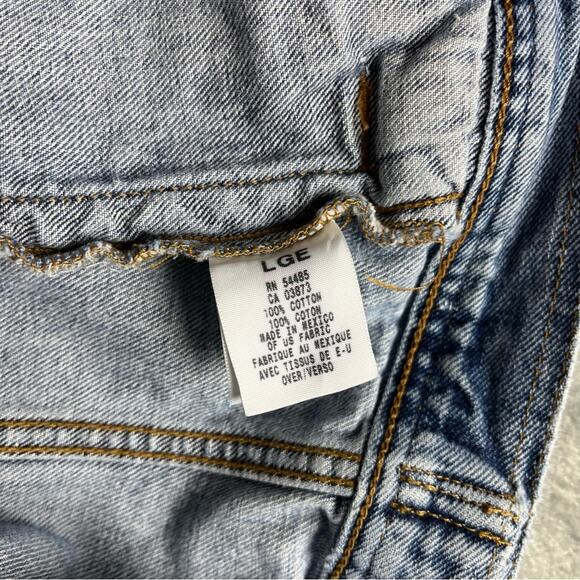 LGE
RN 54485
CA 03873
100% COTTON
100% COTON
MADE IN MEXICO
OF US FABRIC
FABRIQUE AU MEXIQUE
AVEC TISSUS DE E-U
OVER/VERSO